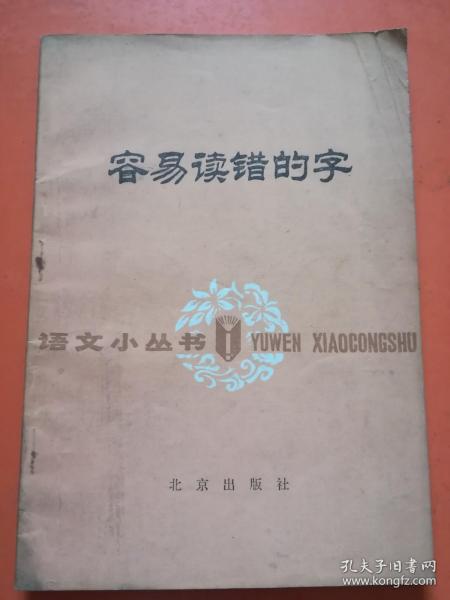 容易读错的字
语文小丛书 YUWEN XIAOCONGSHU
北京出版社
孔夫子旧书网
www.kongfz.com